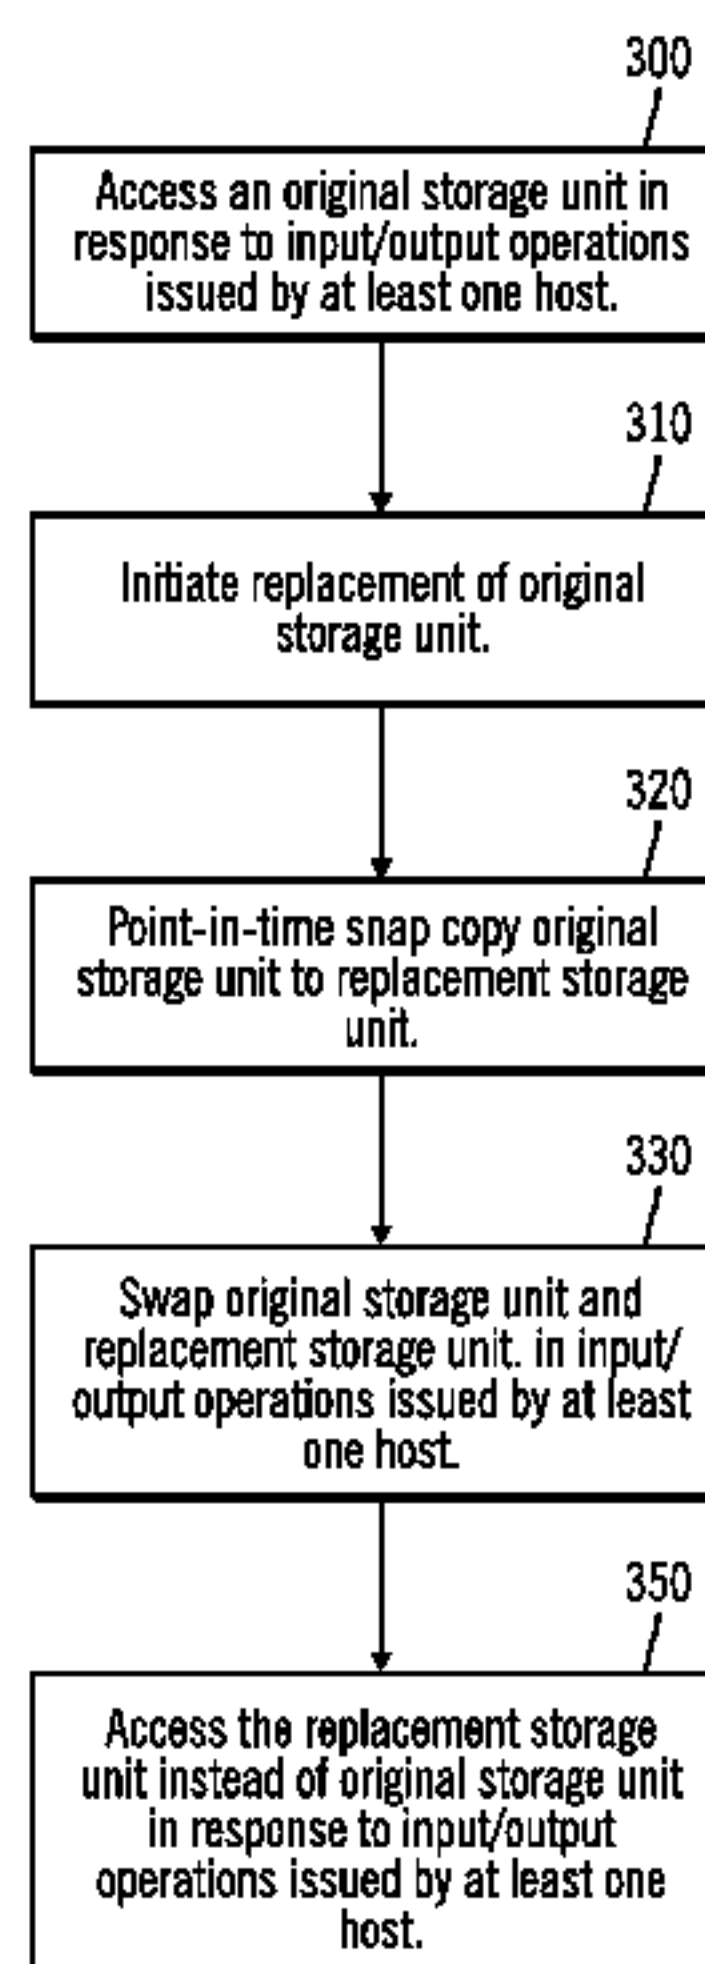 300
Access an original storage unit in
response to input/output operations
issued by at least one host.
310
Initiate replacement of original
storage unit.
320
Point-in-time snap copy original
storage unit to replacement storage
unit.
330
Swap original storage unit and
replacement storage unit. in input/
output operations issued by at least
one host.
350
Access the replacement storage
unit instead of original storage unit
in response to input/output
operations issued by at least one
host.